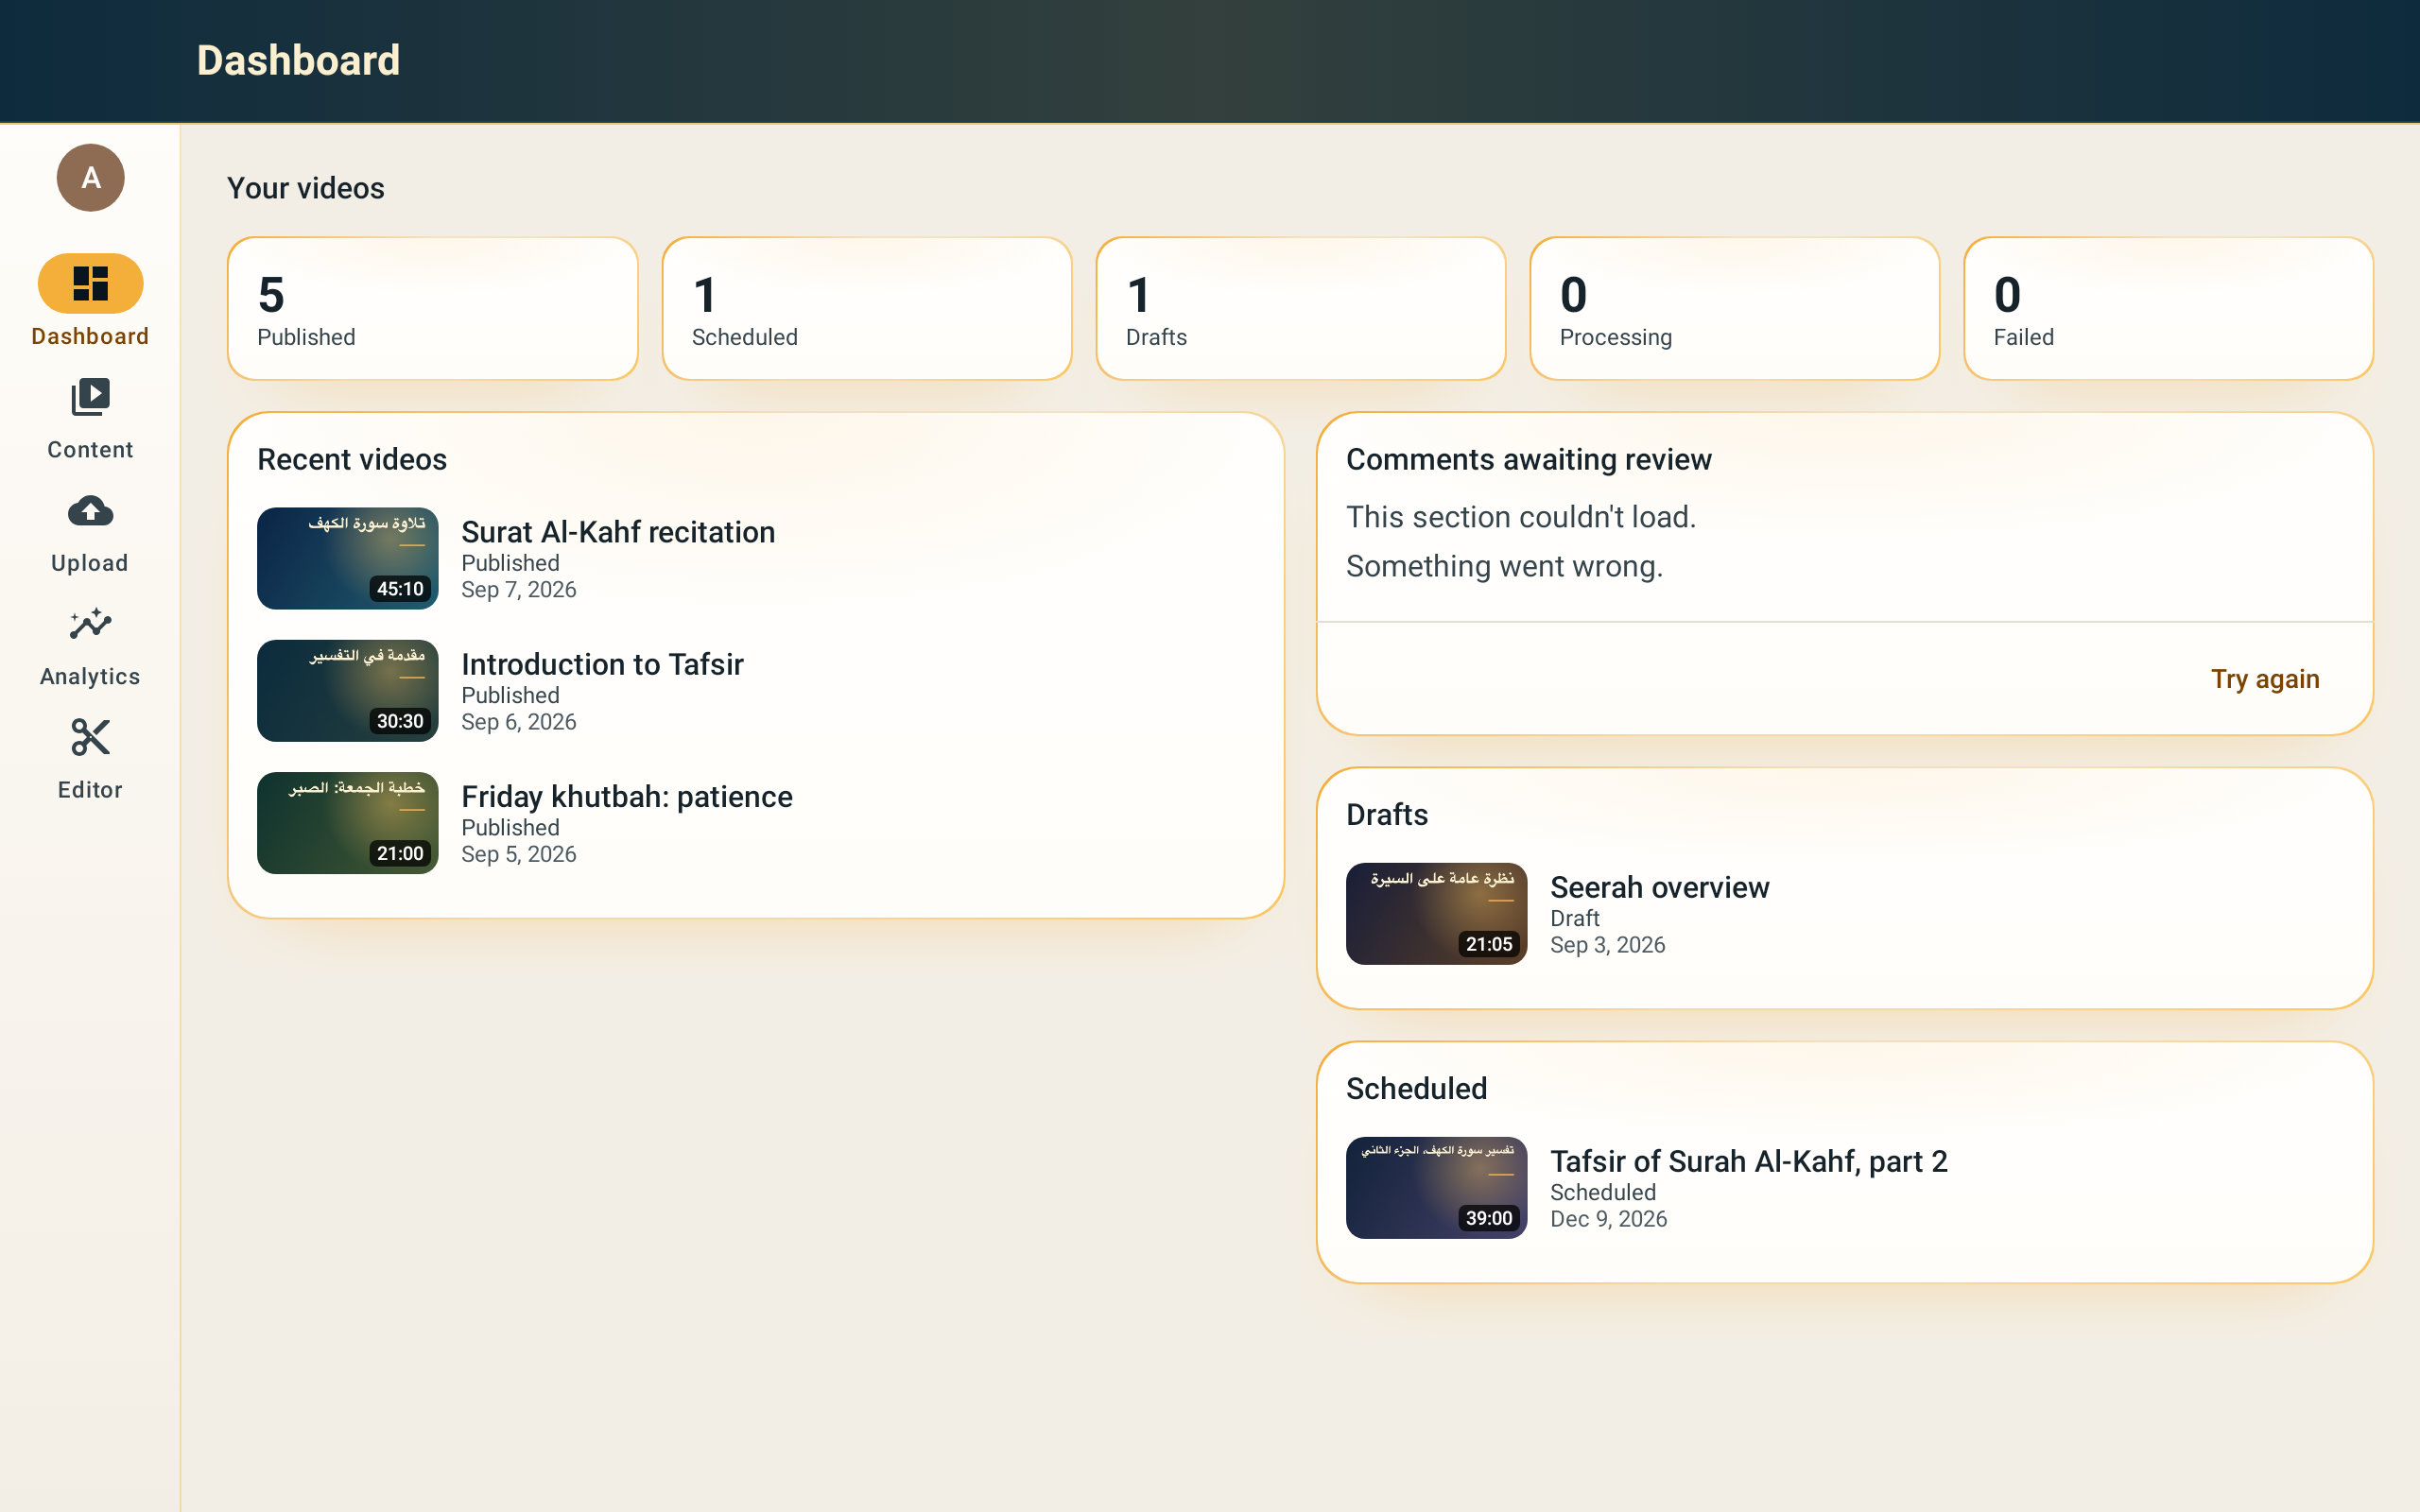 Dashboard
A
Dashboard
Content
Upload
Analytics
Editor
Your videos
5
Published
1
Scheduled
1
Drafts
0
Processing
0
Failed
Recent videos
تلاوة سورة الكهف
45:10
Surat Al-Kahf recitation
Published
Sep 7, 2026
مقدمة في التفسير
30:30
Introduction to Tafsir
Published
Sep 6, 2026
خطبة الجمعة: الصبر
21:00
Friday khutbah: patience
Published
Sep 5, 2026
Comments awaiting review
This section couldn't load.
Something went wrong.
Try again
Drafts
نظرة عامة على السيرة
21:05
Seerah overview
Draft
Sep 3, 2026
Scheduled
تفسير سورة الكهف، الجزء الثاني
39:00
Tafsir of Surah Al-Kahf, part 2
Scheduled
Dec 9, 2026